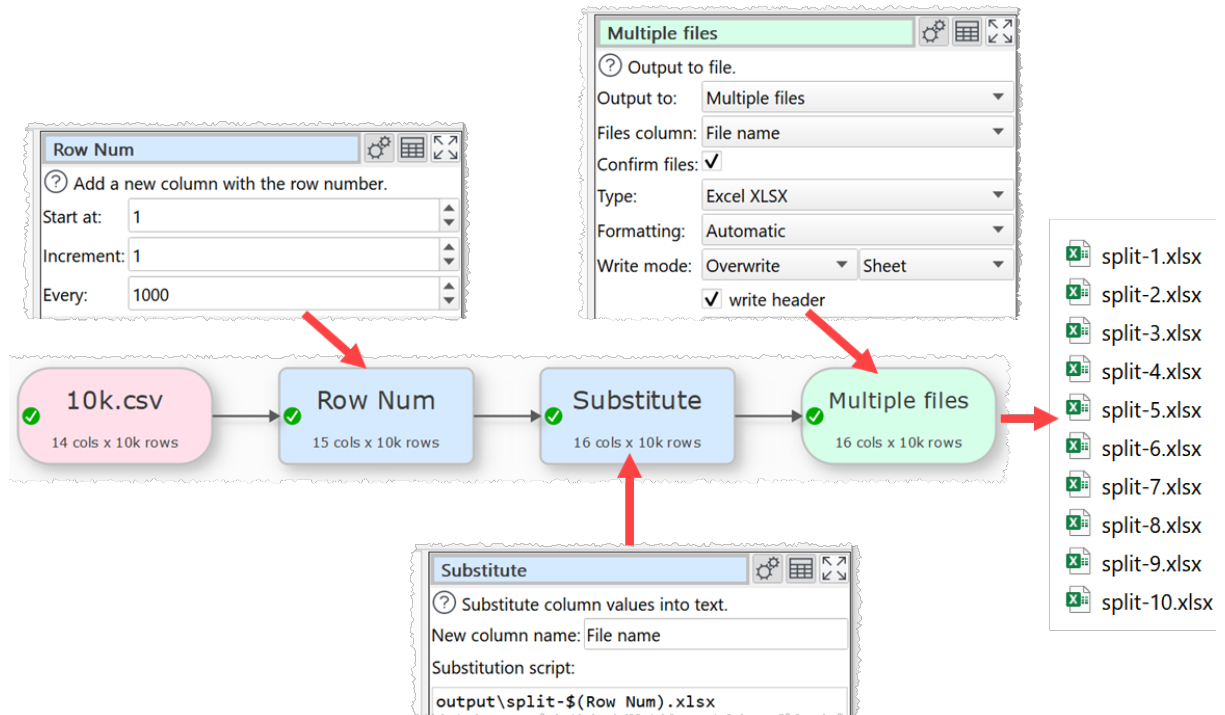 Multiple files
Output to file.
Output to: Multiple files
Files column: File name
Confirm files:
Type: Excel XLSX
Formatting: Automatic
Write mode: Overwrite Sheet
write header
Row Num
Add a new column with the row number.
Start at: 1
Increment: 1
Every: 1000
10k.csv
14 cols x 10k rows
Row Num
15 cols x 10k rows
Substitute
16 cols x 10k rows
Multiple files
16 cols x 10k rows
split-1.xlsx
split-2.xlsx
split-3.xlsx
split-4.xlsx
split-5.xlsx
split-6.xlsx
split-7.xlsx
split-8.xlsx
split-9.xlsx
split-10.xlsx
Substitute
Substitute column values into text.
New column name: File name
Substitution script:
output\split-$(Row Num).xlsx